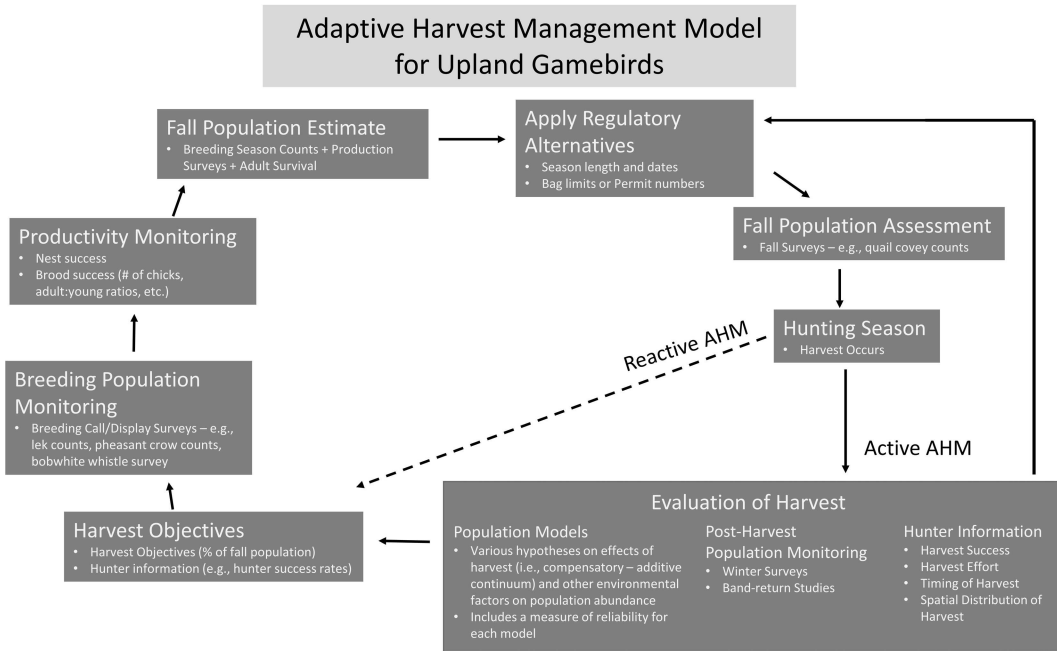 Adaptive Harvest Management Model
for Upland Gamebirds
Fall Population Estimate
• Breeding Season Counts + Production
Surveys + Adult Survival
Apply Regulatory
Alternatives
• Season length and dates
• Bag limits or Permit numbers
Fall Population Assessment
• Fall Surveys – e.g., quail covey counts
Productivity Monitoring
• Nest success
• Brood success (# of chicks,
adult:young ratios, etc.)
Hunting Season
• Harvest Occurs
Reactive AHM
Breeding Population
Monitoring
• Breeding Call/Display Surveys – e.g.,
lek counts, pheasant crow counts,
bobwhite whistle survey
Active AHM
Harvest Objectives
• Harvest Objectives (% of fall population)
• Hunter information (e.g., hunter success rates)
Evaluation of Harvest
Population Models
• Various hypotheses on effects of
harvest (i.e., compensatory – additive
continuum) and other environmental
factors on population abundance
• Includes a measure of reliability for
each model
Post-Harvest
Population Monitoring
• Winter Surveys
• Band-return Studies
Hunter Information
• Harvest Success
• Harvest Effort
• Timing of Harvest
• Spatial Distribution of
Harvest